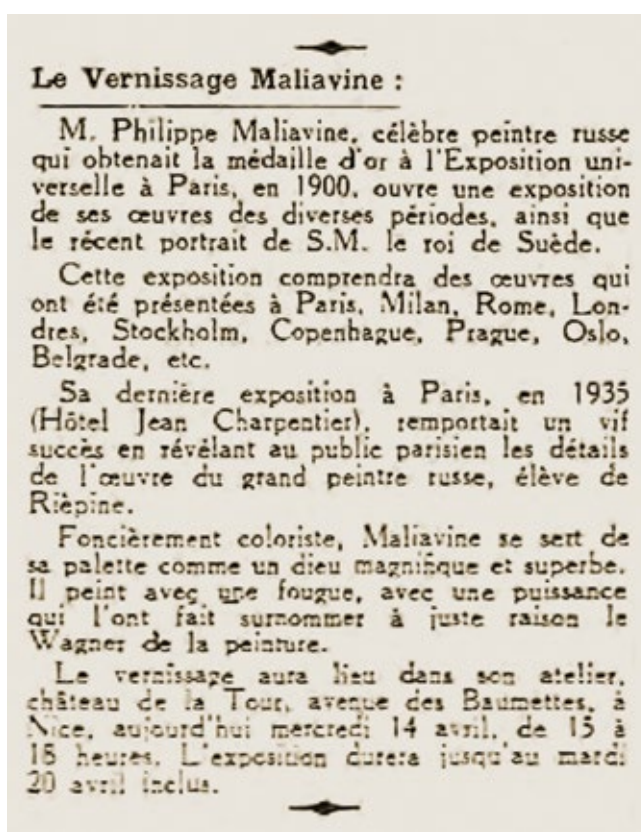 Le Vernissage Maliavine :
M. Philippe Maliavine, célèbre peintre russe
qui obtenait la médaille d'or à l'Exposition uni-
verselle à Paris, en 1900, ouvre une exposition
de ses œuvres des diverses périodes, ainsi que
le récent portrait de S.M. le roi de Suède.
Cette exposition comprendra des œuvres qui
ont été présentées à Paris, Milan, Rome, Lon-
dres, Stockholm, Copenhague, Prague, Oslo,
Belgrade, etc.
Sa dernière exposition à Paris, en 1935
(Hôtel Jean Charpentier), remportait un vif
succès en révélant au public parisien les détails
de l'œuvre du grand peintre russe, élève de
Rièpine.
Foncièrement coloriste, Maliavine se sert de
sa palette comme un dieu magnifique et superbe.
Il peint avec une fougue, avec une puissance
qui l'ont fait surnommer à juste raison le
Wagner de la peinture.
Le vernissage aura lieu dans son atelier,
château de la Tour, avenue des Baumettes, à
Nice, aujourd'hui mercredi 14 avril, de 15 à
18 heures. L'exposition durera jusqu'au mardi
20 avril inclus.